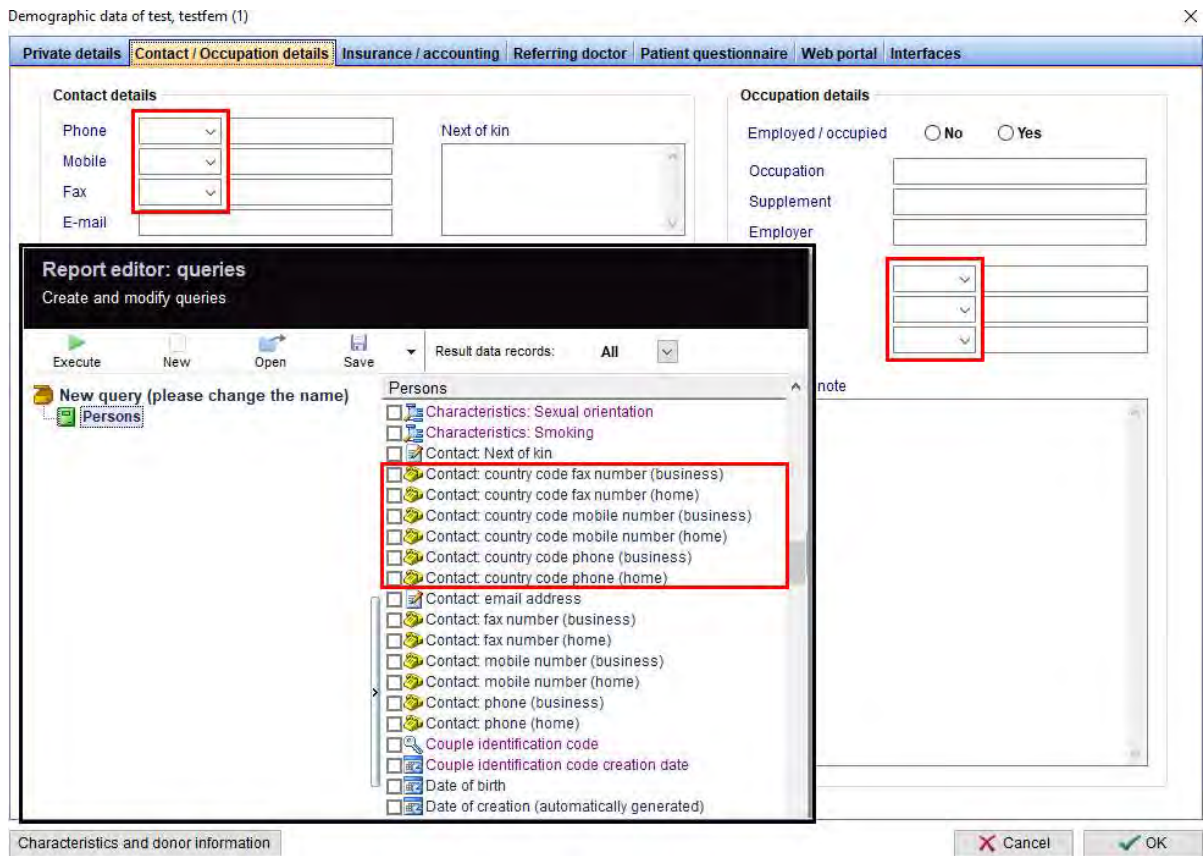 Demographic data of test, testfem (1)
Private details Contact / Occupation details Insurance / accounting Referring doctor Patient questionnaire Web portal Interfaces
Contact details
Phone
Mobile
Fax
E-mail
Next of kin
Occupation details
Employed / occupied No Yes
Occupation
Supplement
Employer
note
Report editor: queries
Create and modify queries
Execute New Open Save Result data records: All
New query (please change the name)
Persons
Persons
Characteristics: Sexual orientation
Characteristics: Smoking
Contact: Next of kin
Contact: country code fax number (business)
Contact: country code fax number (home)
Contact: country code mobile number (business)
Contact: country code mobile number (home)
Contact: country code phone (business)
Contact: country code phone (home)
Contact: email address
Contact: fax number (business)
Contact: fax number (home)
Contact: mobile number (business)
Contact: mobile number (home)
Contact: phone (business)
Contact: phone (home)
Couple identification code
Couple identification code creation date
Date of birth
Date of creation (automatically generated)
Characteristics and donor information Cancel OK